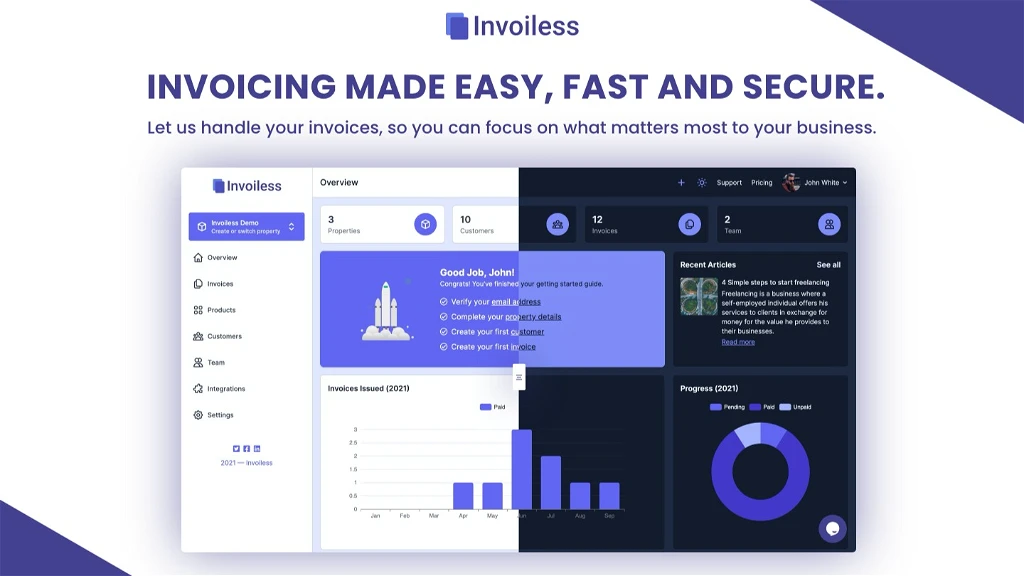 Invoiless
INVOICING MADE EASY, FAST AND SECURE.
Let us handle your invoices, so you can focus on what matters most to your business.
Invoiless
Overview
Support
Pricing
John White
Invoiless Demo
Create or switch property
3
Properties
10
Customers
12
Invoices
2
Team
Overview
Invoices
Products
Customers
Team
Integrations
Settings
2021 — Invoiless
Good Job, John!
Congrats! You've finished your getting started guide.
Verify your email address
Complete your property details
Create your first customer
Create your first invoice
Recent Articles
See all
4 Simple steps to start freelancing
Freelancing is a business where a
self-employed individual offers his
services to clients in exchange for
money for the value he provides to
their businesses.
Read more
Invoices Issued (2021)
Paid
3
2.5
2
1.5
1
0.5
0
Jan Feb Mar Apr May Jun Jul Aug Sep
Progress (2021)
Pending Paid Unpaid